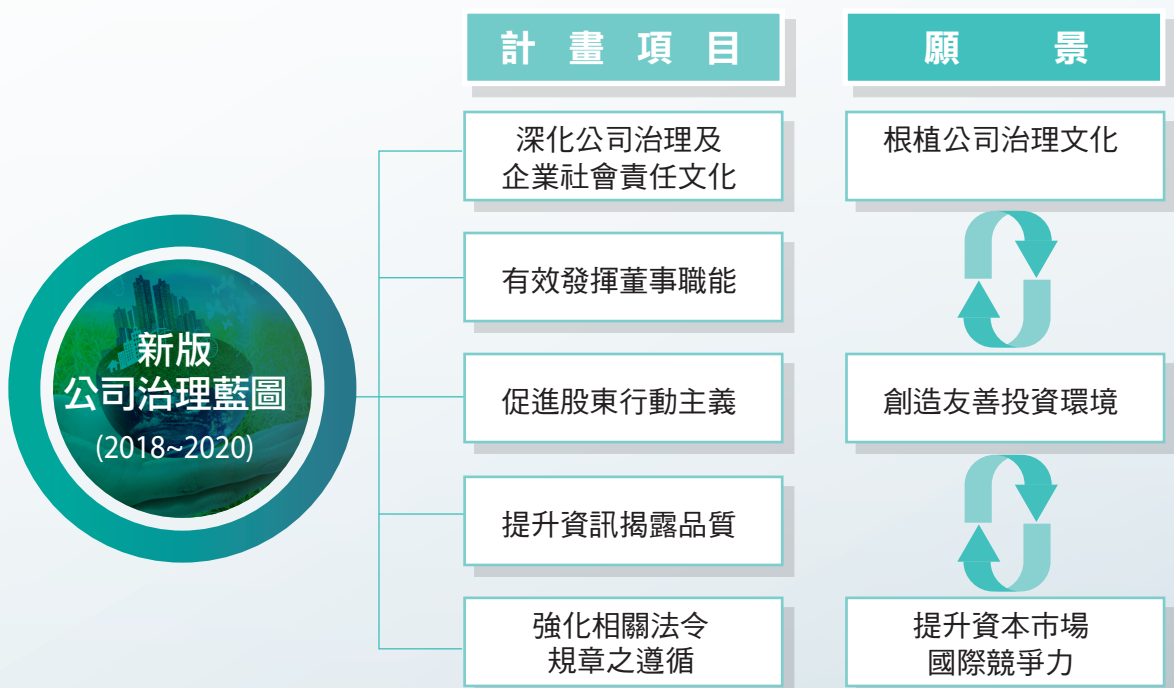 新版
公司治理藍圖
(2018~2020)
計畫項目
深化公司治理及
企業社會責任文化
有效發揮董事職能
促進股東行動主義
提升資訊揭露品質
強化相關法令
規章之遵循
願景
根植公司治理文化
創造友善投資環境
提升資本市場
國際競爭力